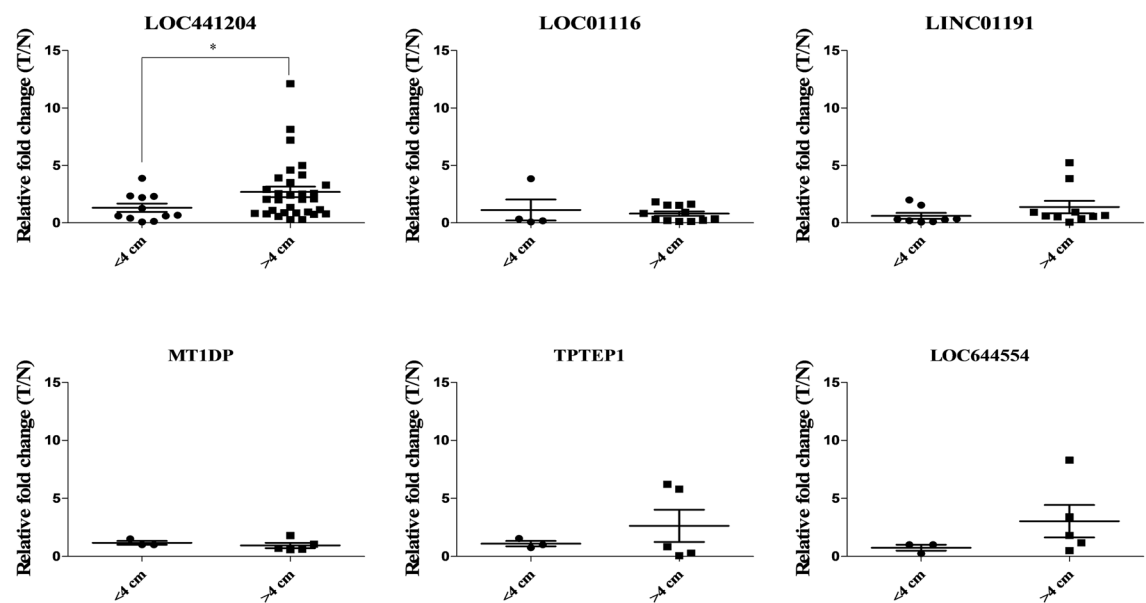 LOC441204
*
Relative fold change (T/N)
15
10
5
0
<4 cm
>4 cm
LOC01116
Relative fold change (T/N)
15
10
5
0
<4 cm
>4 cm
LINC01191
Relative fold change (T/N)
15
10
5
0
<4 cm
>4 cm
MT1DP
Relative fold change (T/N)
15
10
5
0
<4 cm
>4 cm
TPTEP1
Relative fold change (T/N)
15
10
5
0
<4 cm
>4 cm
LOC644554
Relative fold change (T/N)
15
10
5
0
<4 cm
>4 cm